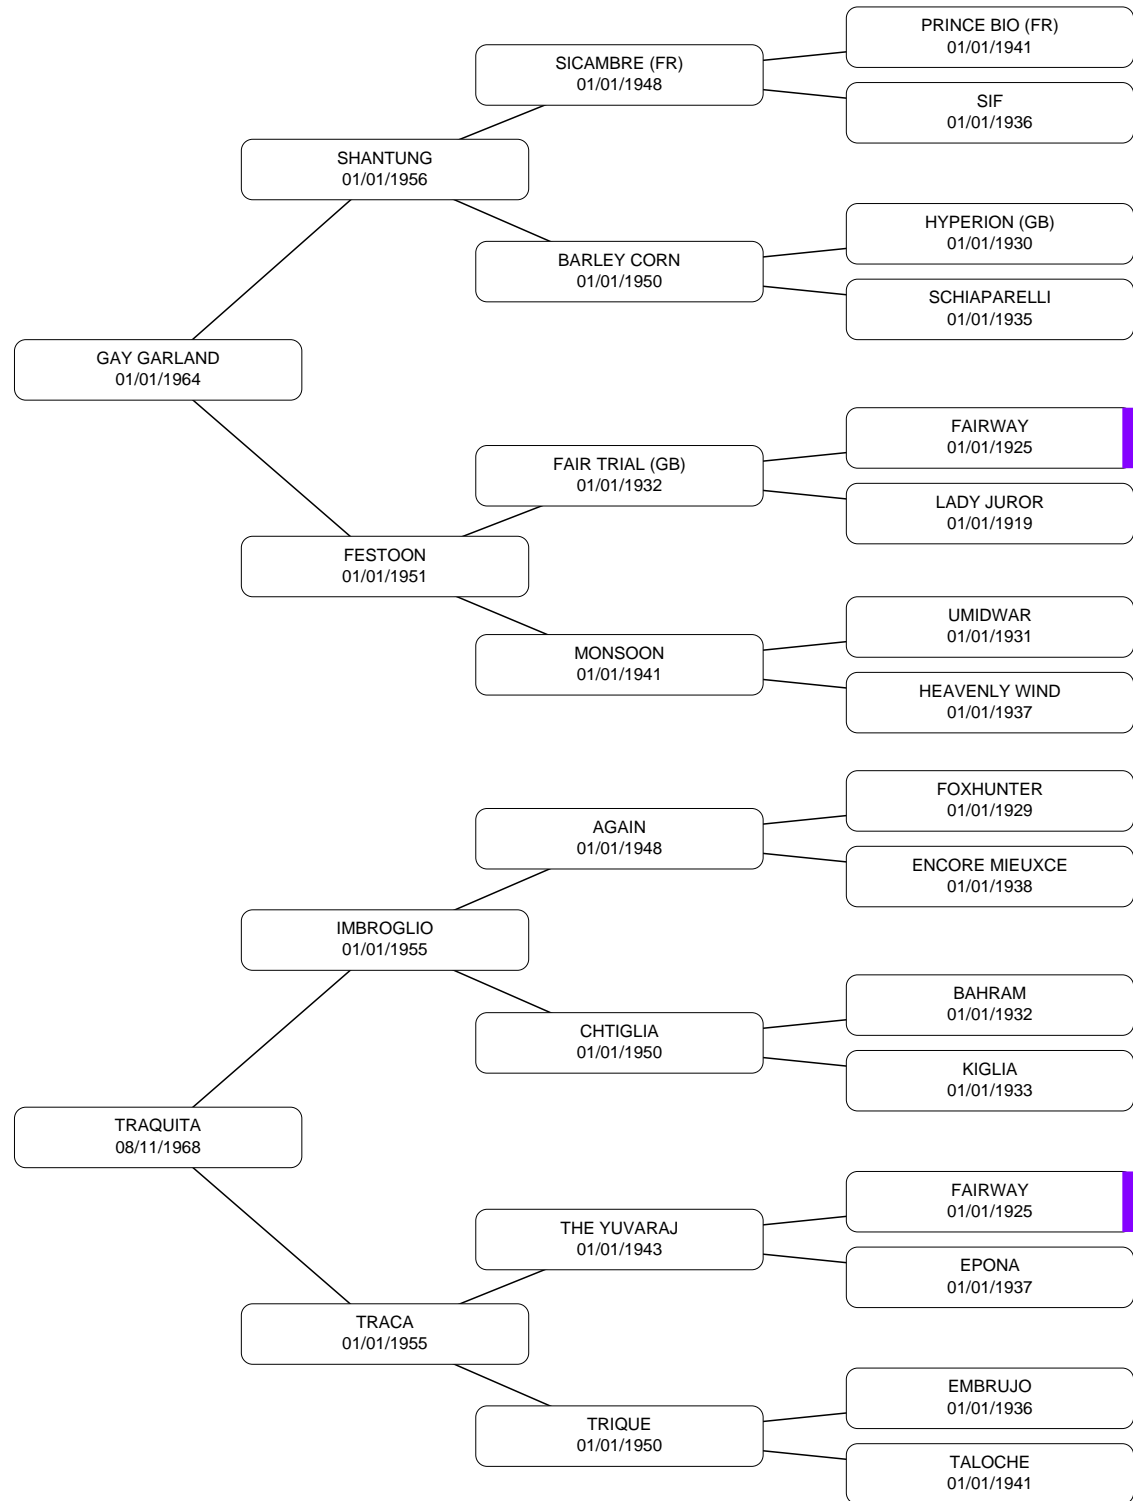 PRINCE BIO (FR)
01/01/1941
SICAMBRE (FR)
01/01/1948
SIF
01/01/1936
SHANTUNG
01/01/1956
HYPERION (GB)
01/01/1930
BARLEY CORN
01/01/1950
SCHIAPARELLI
01/01/1935
GAY GARLAND
01/01/1964
FAIRWAY
01/01/1925
FAIR TRIAL (GB)
01/01/1932
LADY JUROR
01/01/1919
FESTOON
01/01/1951
UMIDWAR
01/01/1931
MONSOON
01/01/1941
HEAVENLY WIND
01/01/1937
FOXHUNTER
01/01/1929
AGAIN
01/01/1948
ENCORE MIEUXCE
01/01/1938
IMBROGLIO
01/01/1955
BAHRAM
01/01/1932
CHTIGLIA
01/01/1950
KIGLIA
01/01/1933
TRAQUITA
08/11/1968
FAIRWAY
01/01/1925
THE YUVARAJ
01/01/1943
EPONA
01/01/1937
TRACA
01/01/1955
EMBRUJO
01/01/1936
TRIQUE
01/01/1950
TALOCHE
01/01/1941